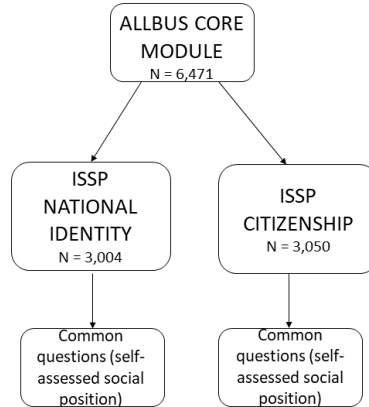 ALLBUS CORE
MODULE
N = 6,471
ISSP
NATIONAL
IDENTITY
N = 3,004
ISSP
CITIZENSHIP
N = 3,050
Common
questions (self-
assessed social
position)
Common
questions (self-
assessed social
position)